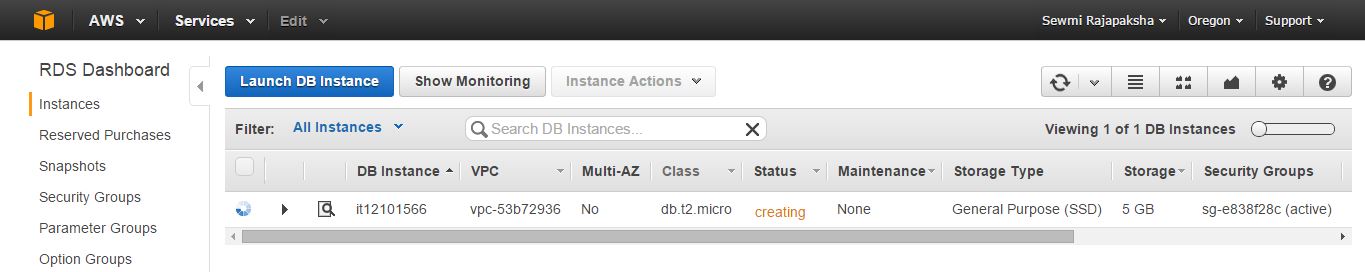 AWS Services Edit Sewmi Rajapaksha Oregon Support
RDS Dashboard
Instances
Reserved Purchases
Snapshots
Security Groups
Parameter Groups
Option Groups
Launch DB Instance Show Monitoring Instance Actions
Filter: All Instances Search DB Instances... Viewing 1 of 1 DB Instances
DB Instance VPC Multi-AZ Class Status Maintenance Storage Type Storage Security Groups
it12101566 vpc-53b72936 No db.t2.micro creating None General Purpose (SSD) 5 GB sg-e838f28c (active)